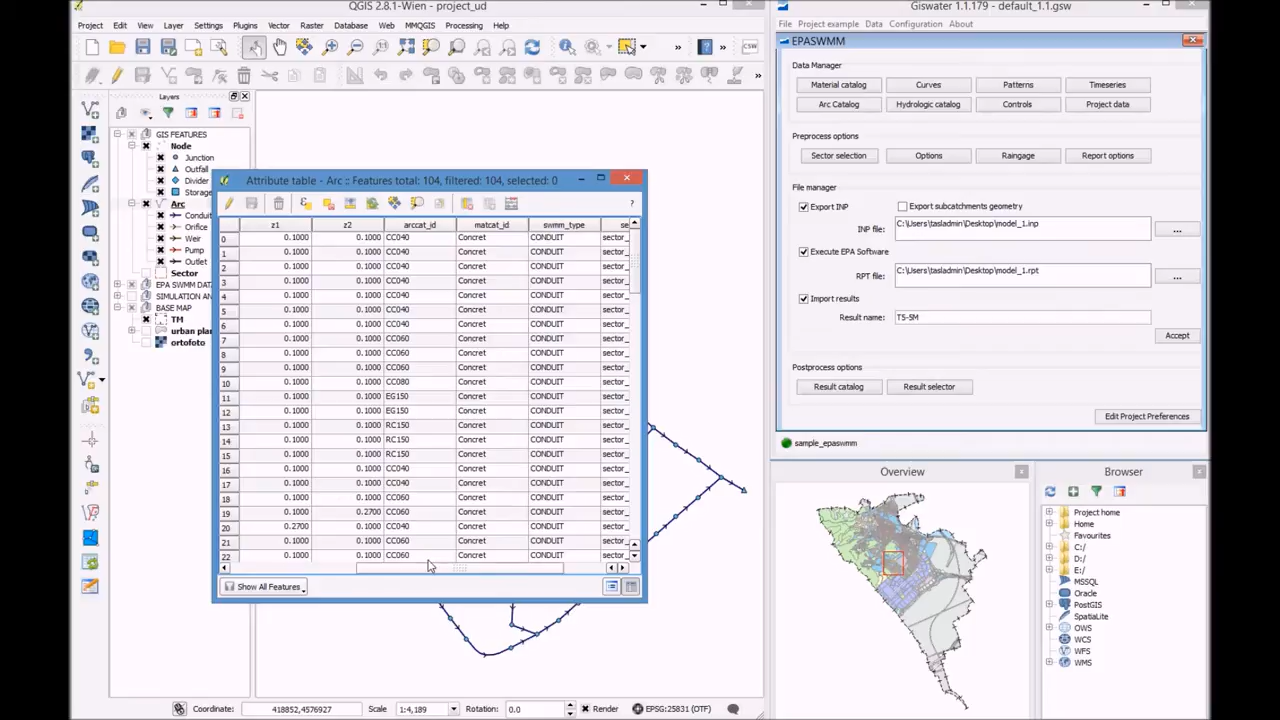 QGIS 2.8.1-Wien - project_ud
Project Edit View Layer Settings Plugins Vector Raster Database Web MMQGIS Processing Help
» CSW
»
Layers
GIS FEATURES
Node
Junction
Outfall
Divider
Storage
Arc
Conduit
Orifice
Weir
Pump
Outlet
Sector
EPA SWMM DATA
SIMULATION AN
BASE MAP
TM
urban plan
ortofoto
Attribute table - Arc :: Features total: 104, filtered: 104, selected: 0
?
z1 z2 arccat_id matcat_id swmm_type se
0 0.1000 0.1000 CC040 Concret CONDUIT sector_
1 0.1000 0.1000 CC040 Concret CONDUIT sector_
2 0.1000 0.1000 CC040 Concret CONDUIT sector_
3 0.1000 0.1000 CC040 Concret CONDUIT sector_
4 0.1000 0.1000 CC040 Concret CONDUIT sector_
5 0.1000 0.1000 CC040 Concret CONDUIT sector_
6 0.1000 0.1000 CC040 Concret CONDUIT sector_
7 0.1000 0.1000 CC060 Concret CONDUIT sector_
8 0.1000 0.1000 CC060 Concret CONDUIT sector_
9 0.1000 0.1000 CC060 Concret CONDUIT sector_
10 0.1000 0.1000 CC080 Concret CONDUIT sector_
11 0.1000 0.1000 EG150 Concret CONDUIT sector_
12 0.1000 0.1000 EG150 Concret CONDUIT sector_
13 0.1000 0.1000 RC150 Concret CONDUIT sector_
14 0.1000 0.1000 RC150 Concret CONDUIT sector_
15 0.1000 0.1000 RC150 Concret CONDUIT sector_
16 0.1000 0.1000 CC040 Concret CONDUIT sector_
17 0.1000 0.1000 CC040 Concret CONDUIT sector_
18 0.1000 0.1000 CC060 Concret CONDUIT sector_
19 0.1000 0.2700 CC060 Concret CONDUIT sector_
20 0.2700 0.1000 CC040 Concret CONDUIT sector_
21 0.1000 0.1000 CC060 Concret CONDUIT sector_
22 0.1000 0.1000 CC060 Concret CONDUIT sector_
Show All Features
Coordinate: 418852,4576927 Scale 1:4,189 Rotation: 0.0 Render EPSG:25831 (OTF)
Giswater 1.1.179 - default_1.1.gsw
File Project example Data Configuration About
EPASWMM
Data Manager
Material catalog Curves Patterns Timeseries
Arc Catalog Hydrologic catalog Controls Project data
Preprocess options
Sector selection Options Raingage Report options
File manager
Export INP Export subcatchments geometry
INP file: C:\Users\tasladmin\Desktop\model_1.inp ...
Execute EPA Software
RPT file: C:\Users\tasladmin\Desktop\model_1.rpt ...
Import results
Result name: T5-5M
Accept
Postprocess options
Result catalog Result selector
Edit Project Preferences
sample_epaswmm
Overview
Browser
Project home
Home
Favourites
C:/
D:/
E:/
MSSQL
Oracle
PostGIS
SpatiaLite
OWS
WCS
WFS
WMS